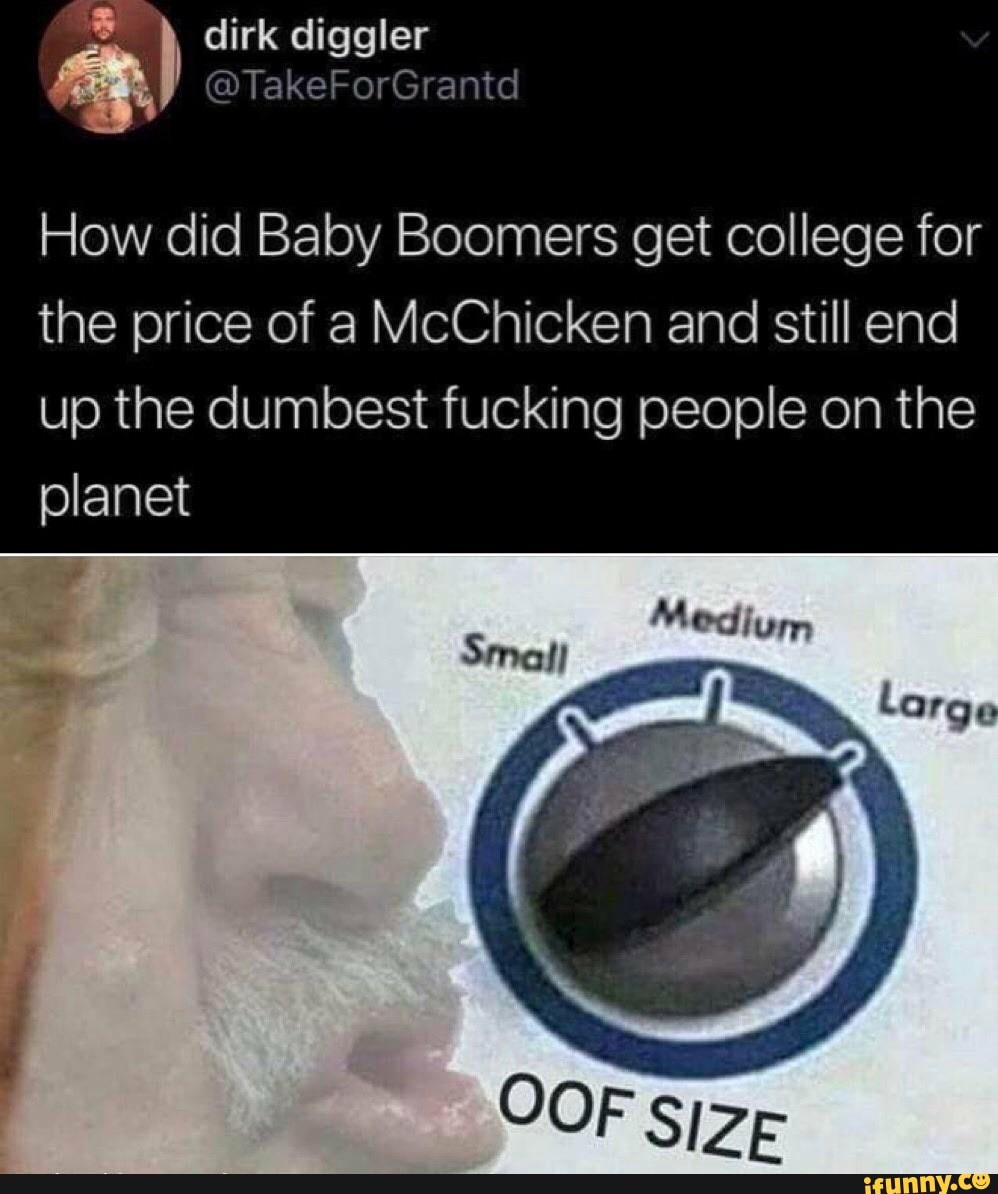 dirk diggler
@TakeForGrantd
How did Baby Boomers get college for
the price of a McChicken and still end
up the dumbest fucking people on the
planet
Medium
Small
Large
OOF SIZE
ifunny.co